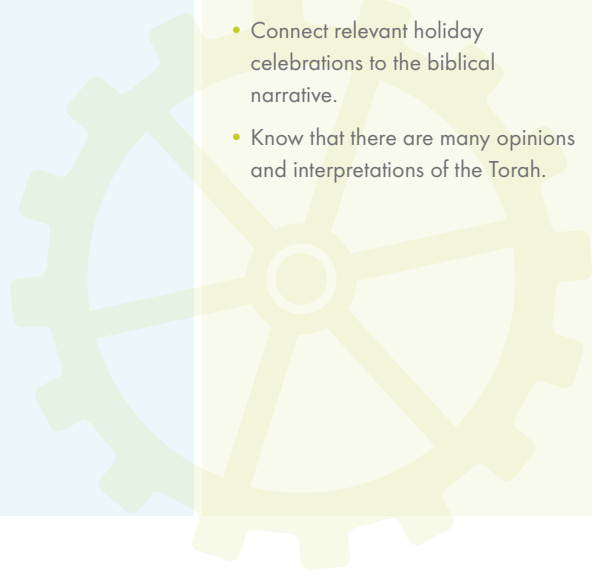 • Connect relevant holiday
celebrations to the biblical
narrative.
• Know that there are many opinions
and interpretations of the Torah.